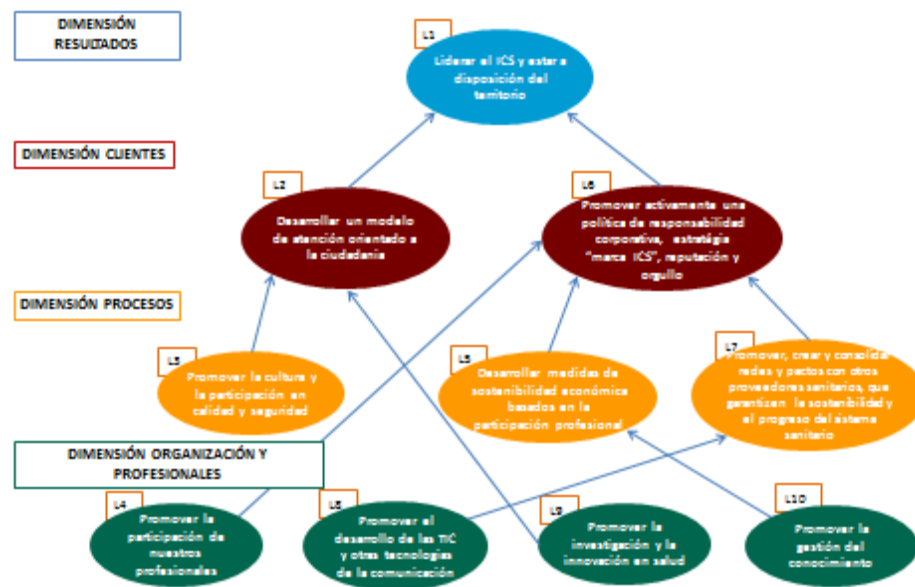 DIMENSIÓN
RESULTADOS
L1
Liderar el ICS y estar a
disposición del
territorio
DIMENSIÓN CLIENTES
L2
Desarrollar un modelo
de atención orientado a
la ciudadania
L6
Promover activamente una
política de responsabilidad
corporativa, estratégia
"marca ICS", reputación y
orgullo
DIMENSIÓN PROCESOS
L3
Promover la cultura y
la participación en
calidad y seguridad
L5
Desarrollar medidas de
sostenibilidad económica
basados en la
participación profesional
L7
Promover, crear y consolidar
redes y pactos con otros
proveedores sanitarios, que
garantizen la sostenibilidad y
el progreso del sistema
sanitario
DIMENSIÓN ORGANIZACIÓN Y
PROFESIONALES
L4
Promover la
participación de
nuestros
profesionales
L8
Promover el
desarrollo de las TIC
y otras tecnologías
de la comunicación
L9
Promover la
investigación y la
innovación en salud
L10
Promover la
gestión del
conocimiento